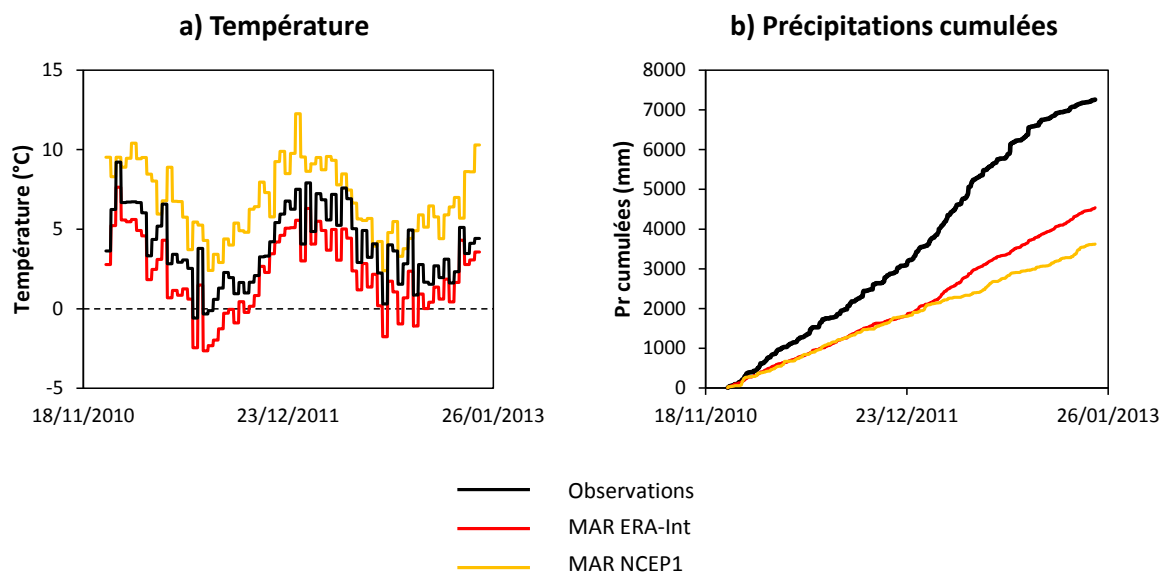 a) Température
15
10
5
0
-5
Température (°C)
18/11/2010 23/12/2011 26/01/2013
b) Précipitations cumulées
8000
7000
6000
5000
4000
3000
2000
1000
0
Pr cumulées (mm)
18/11/2010 23/12/2011 26/01/2013
Observations
MAR ERA-Int
MAR NCEP1